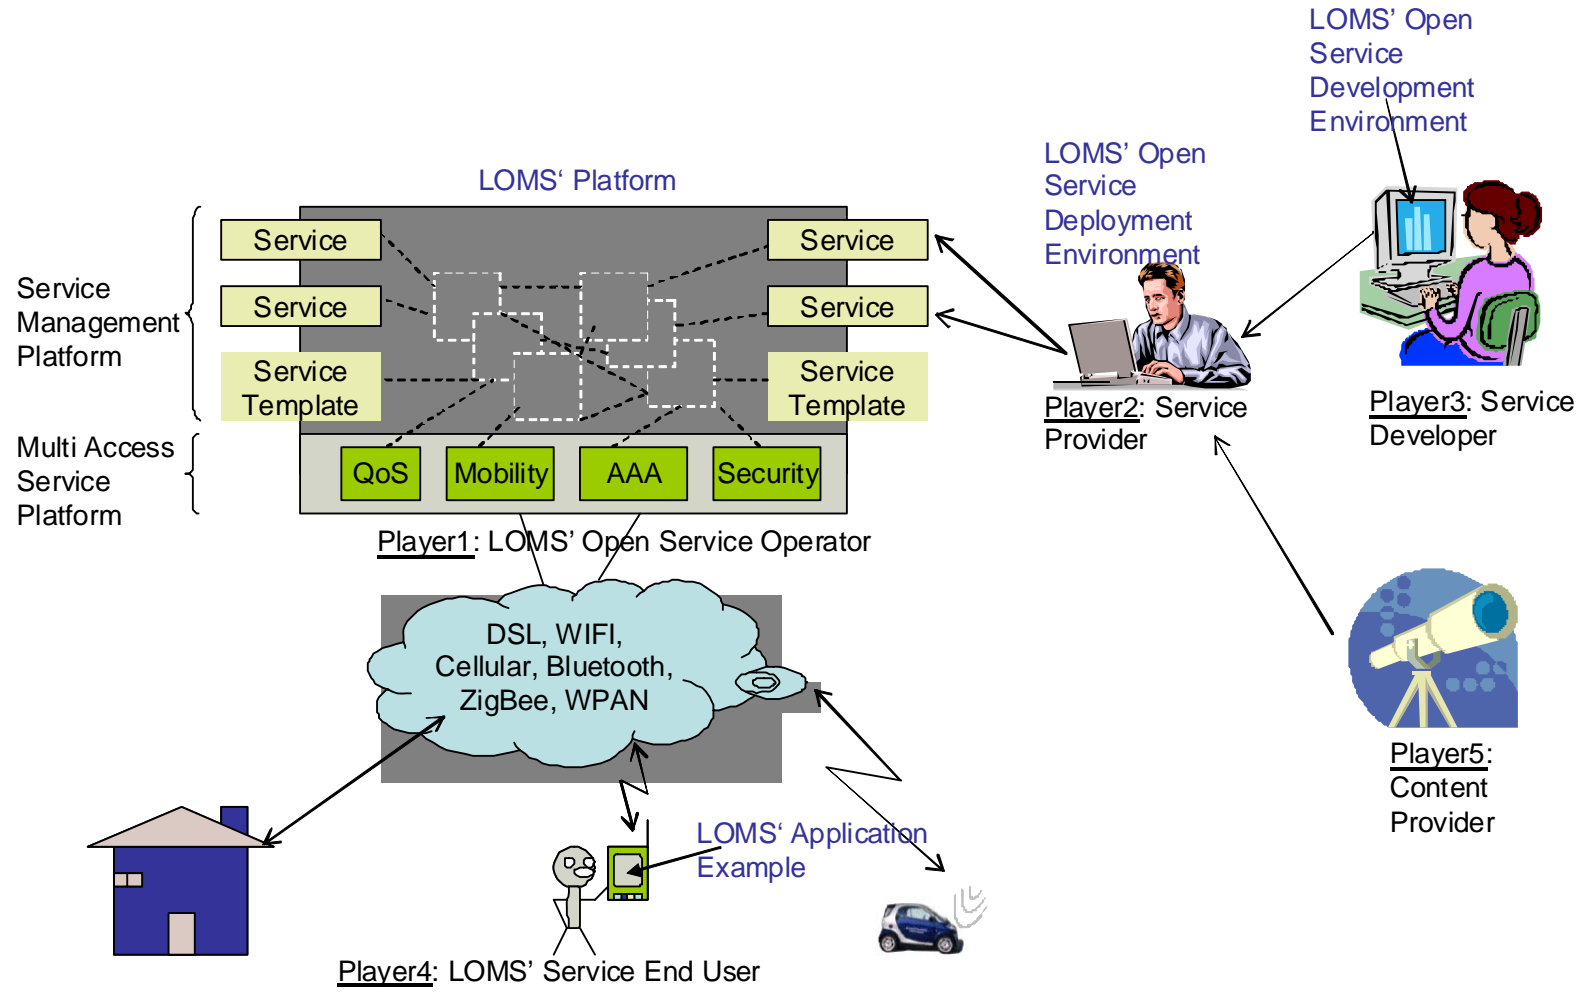 LOMS’ Open
Service
Development
Environment
LOMS’ Open
Service
Deployment
Environment
LOMS‘ Platform
Service
Management
Platform
Service
Service
Service
Service
Service
Template
Service
Template
Multi Access
Service
Platform
QoS
Mobility
AAA
Security
Player1: LOMS’ Open Service Operator
Player2: Service
Provider
Player3: Service
Developer
DSL, WIFI,
Cellular, Bluetooth,
ZigBee, WPAN
Player5:
Content
Provider
LOMS‘ Application
Example
Player4: LOMS’ Service End User